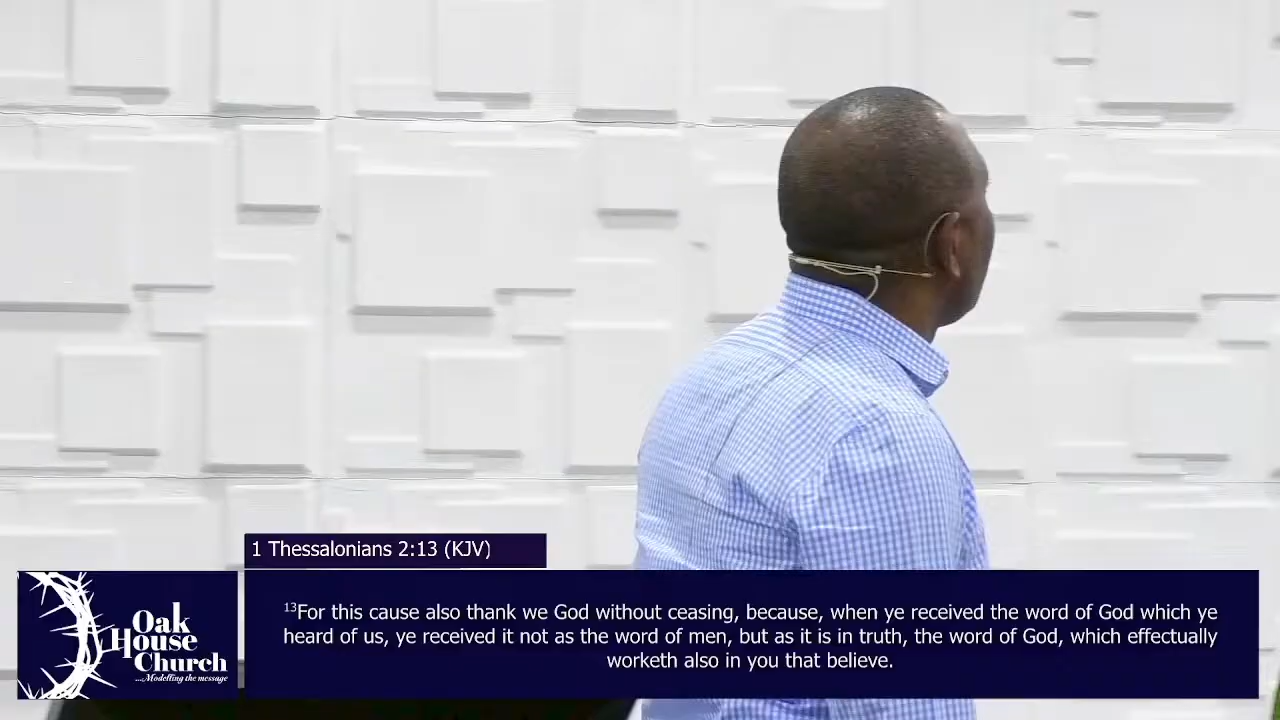 1 Thessalonians 2:13 (KJV)
¹³For this cause also thank we God without ceasing, because, when ye received the word of God which ye
heard of us, ye received it not as the word of men, but as it is in truth, the word of God, which effectually
worketh also in you that believe.
Oak
House
Church
...Modelling the message